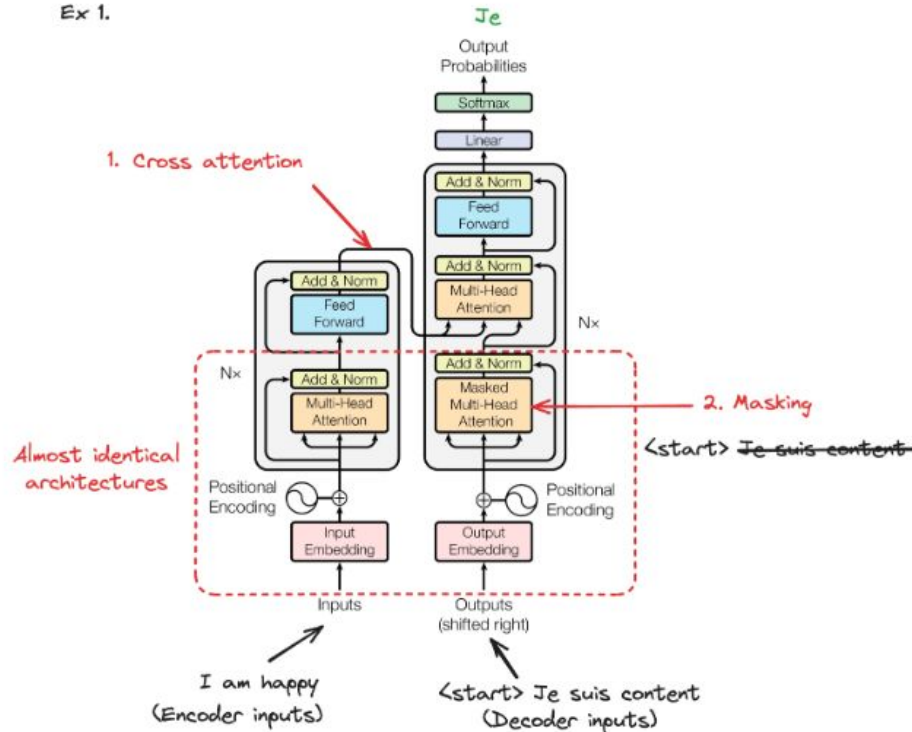 Ex 1.
Je
Output
Probabilities
Softmax
Linear
1. Cross attention
Add & Norm
Feed
Forward
Add & Norm
Multi-Head
Attention
Nx
Add & Norm
Feed
Forward
Nx
Add & Norm
Multi-Head
Attention
Add & Norm
Masked
Multi-Head
Attention
2. Masking
<start> Je suis content
Almost identical
architectures
Positional
Encoding
Positional
Encoding
Input
Embedding
Output
Embedding
Inputs
Outputs
(shifted right)
I am happy
(Encoder inputs)
<start> Je suis content
(Decoder inputs)